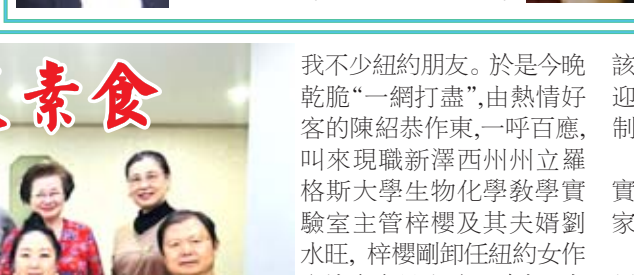 素食
我不少紐約朋友。於是今晚
乾脆“一網打盡”,由熱情好
客的陳紹恭作東,一呼百應,
叫來現職新澤西州州立羅
格斯大學生物化學教學實
驗室主管梓櫻及其夫婿劉
水旺, 梓櫻剛卸任紐約女作
該
迎
制
實
家